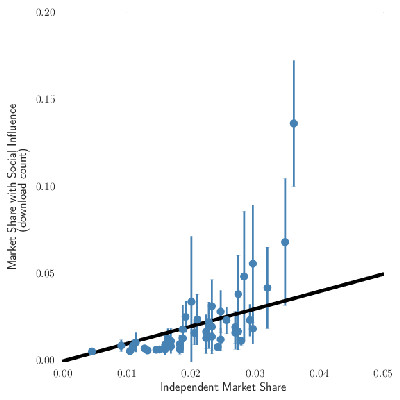 0.20
0.15
0.10
0.05
0.00
Market Share with Social Influence
(download count)
0.00 0.01 0.02 0.03 0.04 0.05
Independent Market Share